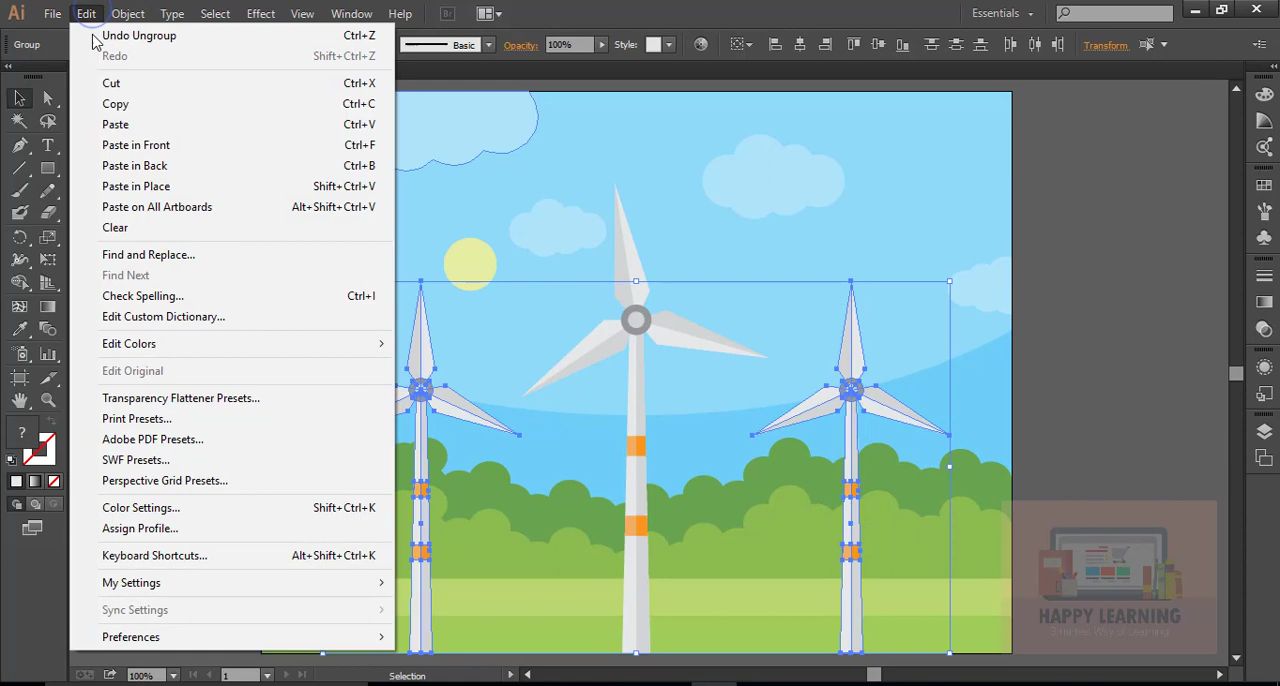 Ai File Edit Object Type Select Effect View Window Help Br Essentials
Group Basic Opacity: 100% Style: Transform
Undo Ungroup Ctrl+Z
Redo Shift+Ctrl+Z
Cut Ctrl+X
Copy Ctrl+C
Paste Ctrl+V
Paste in Front Ctrl+F
Paste in Back Ctrl+B
Paste in Place Shift+Ctrl+V
Paste on All Artboards Alt+Shift+Ctrl+V
Clear
Find and Replace...
Find Next
Check Spelling... Ctrl+I
Edit Custom Dictionary...
Edit Colors
Edit Original
Transparency Flattener Presets...
Print Presets...
Adobe PDF Presets...
SWF Presets...
Perspective Grid Presets...
Color Settings... Shift+Ctrl+K
Assign Profile...
Keyboard Shortcuts... Alt+Shift+Ctrl+K
My Settings
Sync Settings
Preferences
?
HAPPY LEARNING
100% 1 Selection